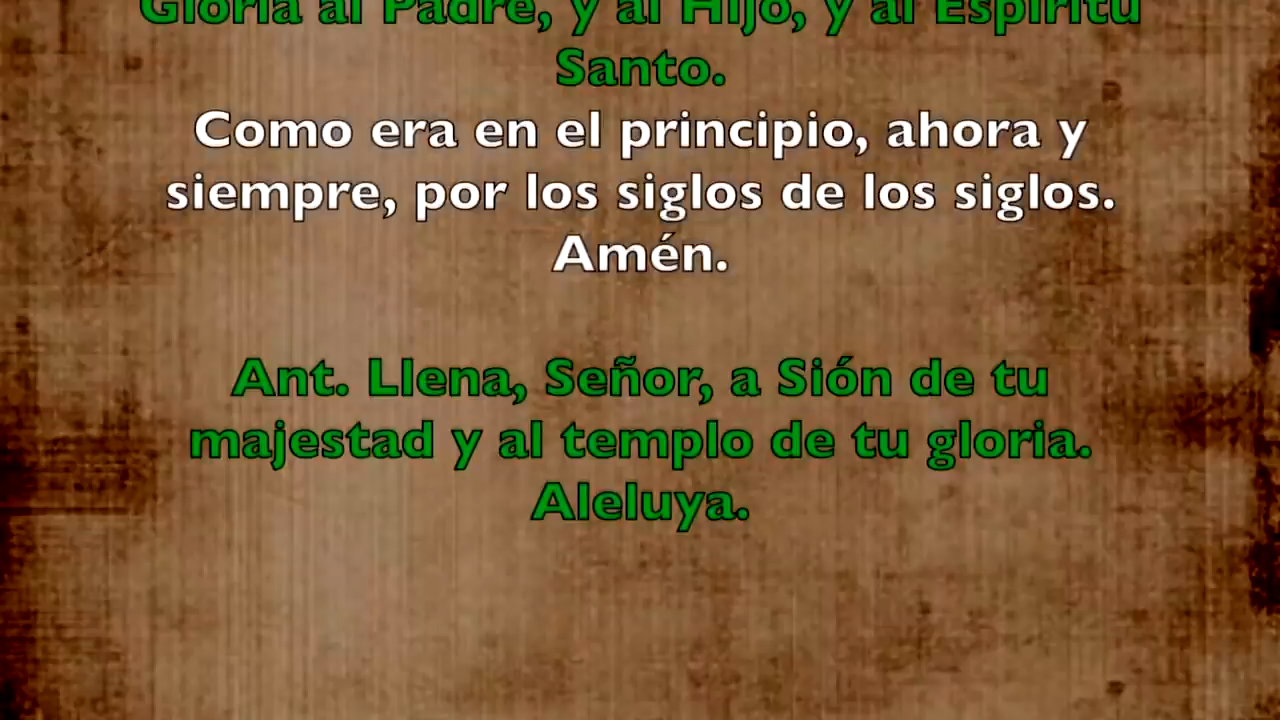 Gloria al Padre, y al Hijo, y al Espíritu
Santo.
Como era en el principio, ahora y
siempre, por los siglos de los siglos.
Amén.
Ant. Llena, Señor, a Sión de tu
majestad y al templo de tu gloria.
Aleluya.